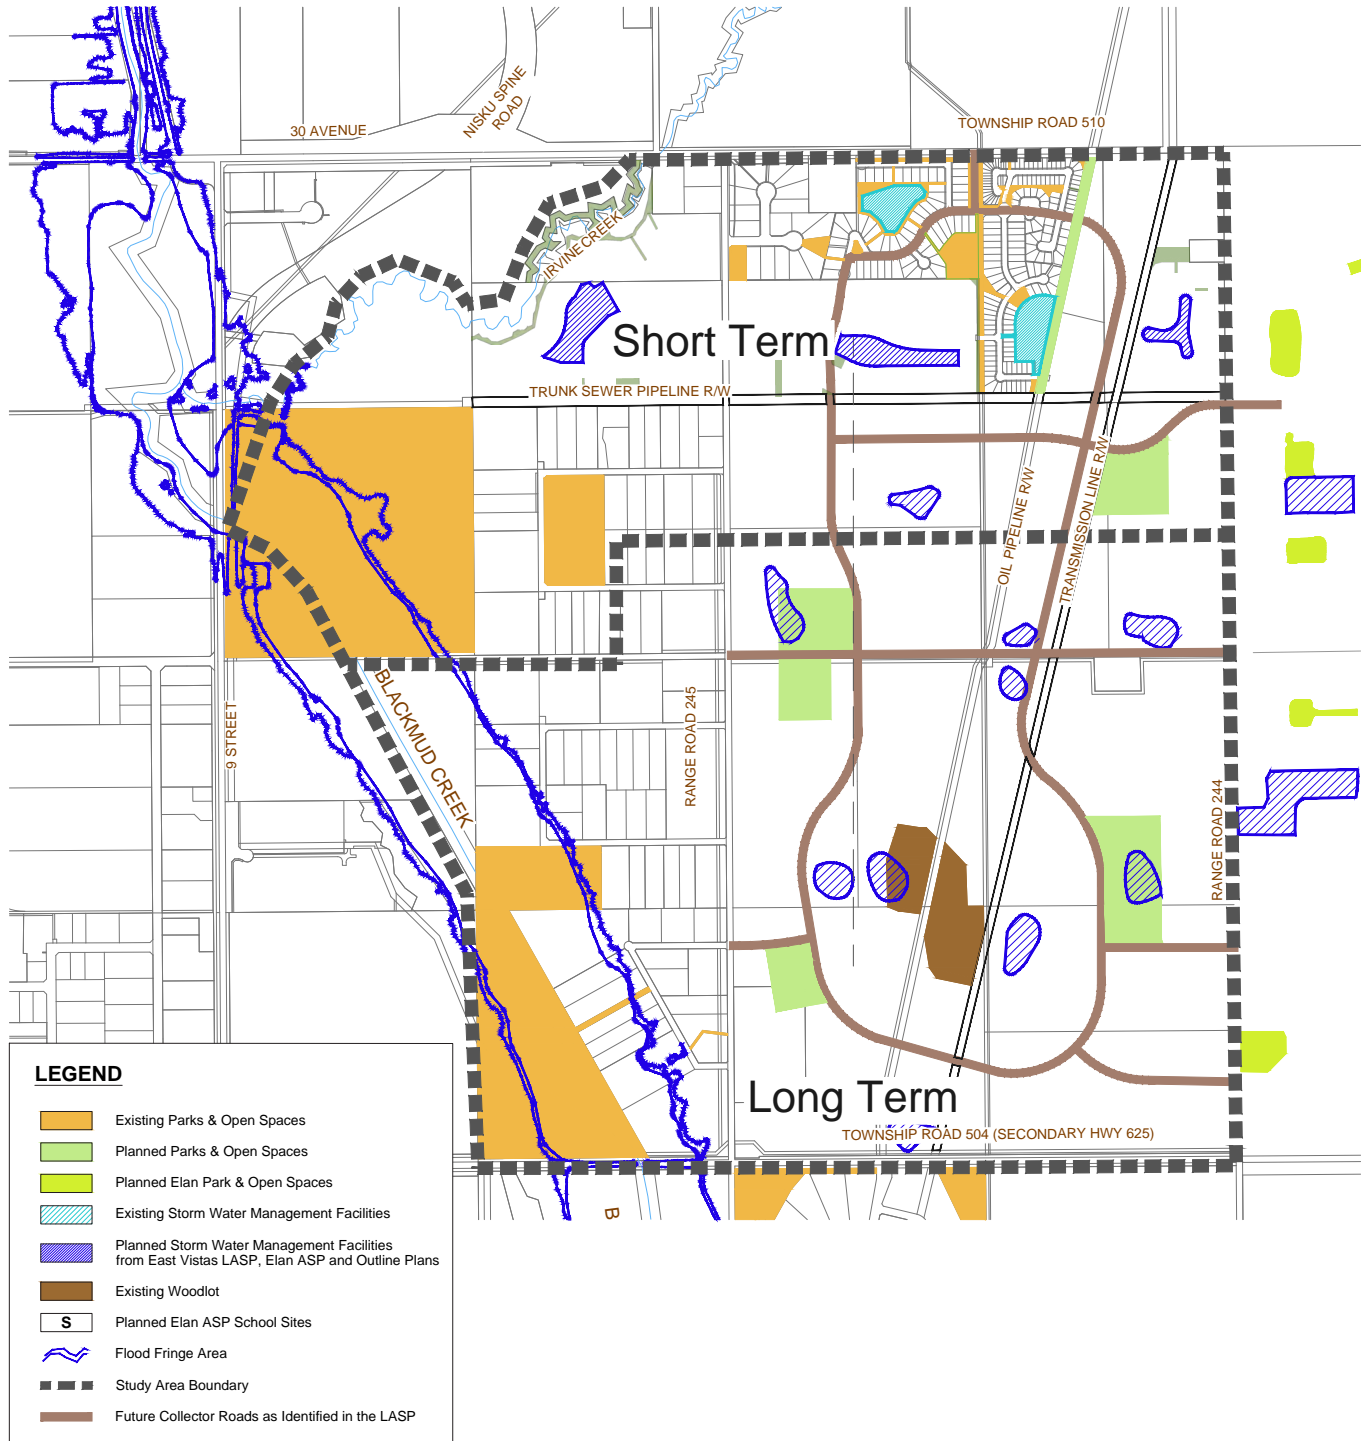 30 AVENUE
NISKU SPINE
ROAD
TOWNSHIP ROAD 510
IRVINE CREEK
Short Term
TRUNK SEWER PIPELINE R/W
OIL PIPELINE R/W
TRANSMISSION LINE R/W
9 STREET
BLACKMUD CREEK
RANGE ROAD 245
RANGE ROAD 244
Long Term
TOWNSHIP ROAD 504 (SECONDARY HWY 625)
B
LEGEND
Existing Parks & Open Spaces
Planned Parks & Open Spaces
Planned Elan Park & Open Spaces
Existing Storm Water Management Facilities
Planned Storm Water Management Facilities
from East Vistas LASP, Elan ASP and Outline Plans
Existing Woodlot
S Planned Elan ASP School Sites
Flood Fringe Area
Study Area Boundary
Future Collector Roads as Identified in the LASP